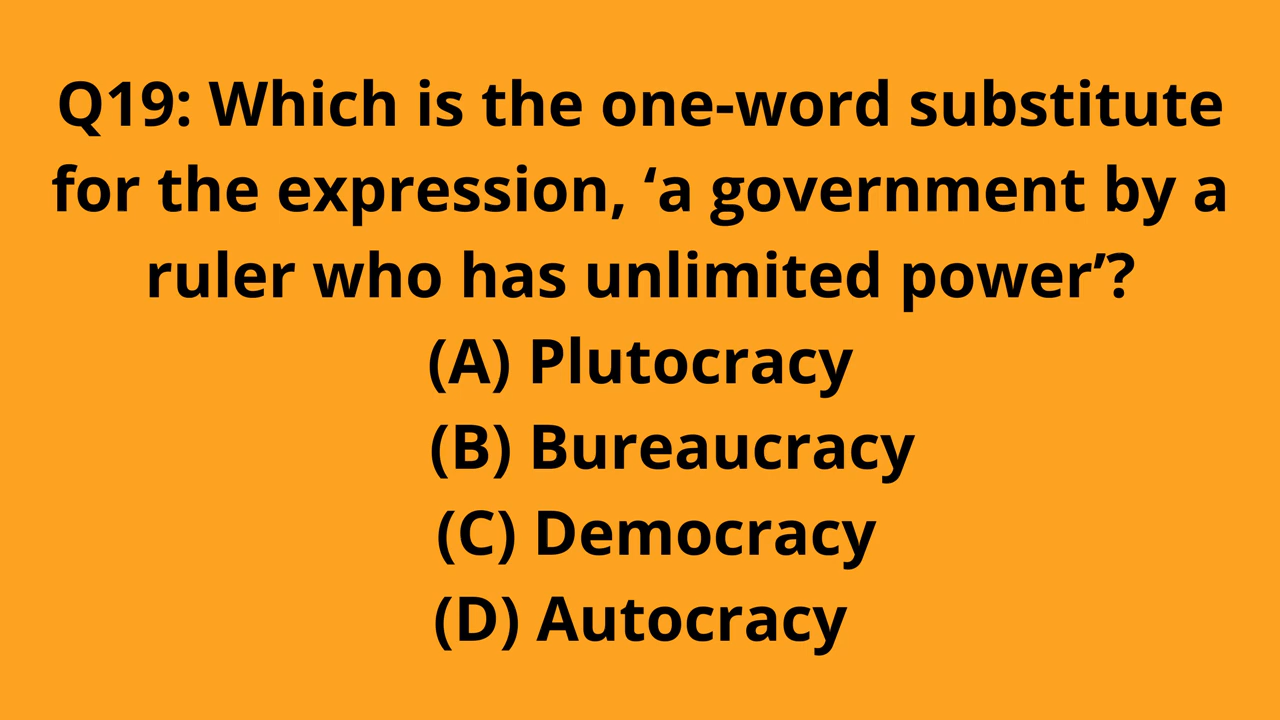 Q19: Which is the one-word substitute
for the expression, ‘a government by a
ruler who has unlimited power’?
(A) Plutocracy
(B) Bureaucracy
(C) Democracy
(D) Autocracy